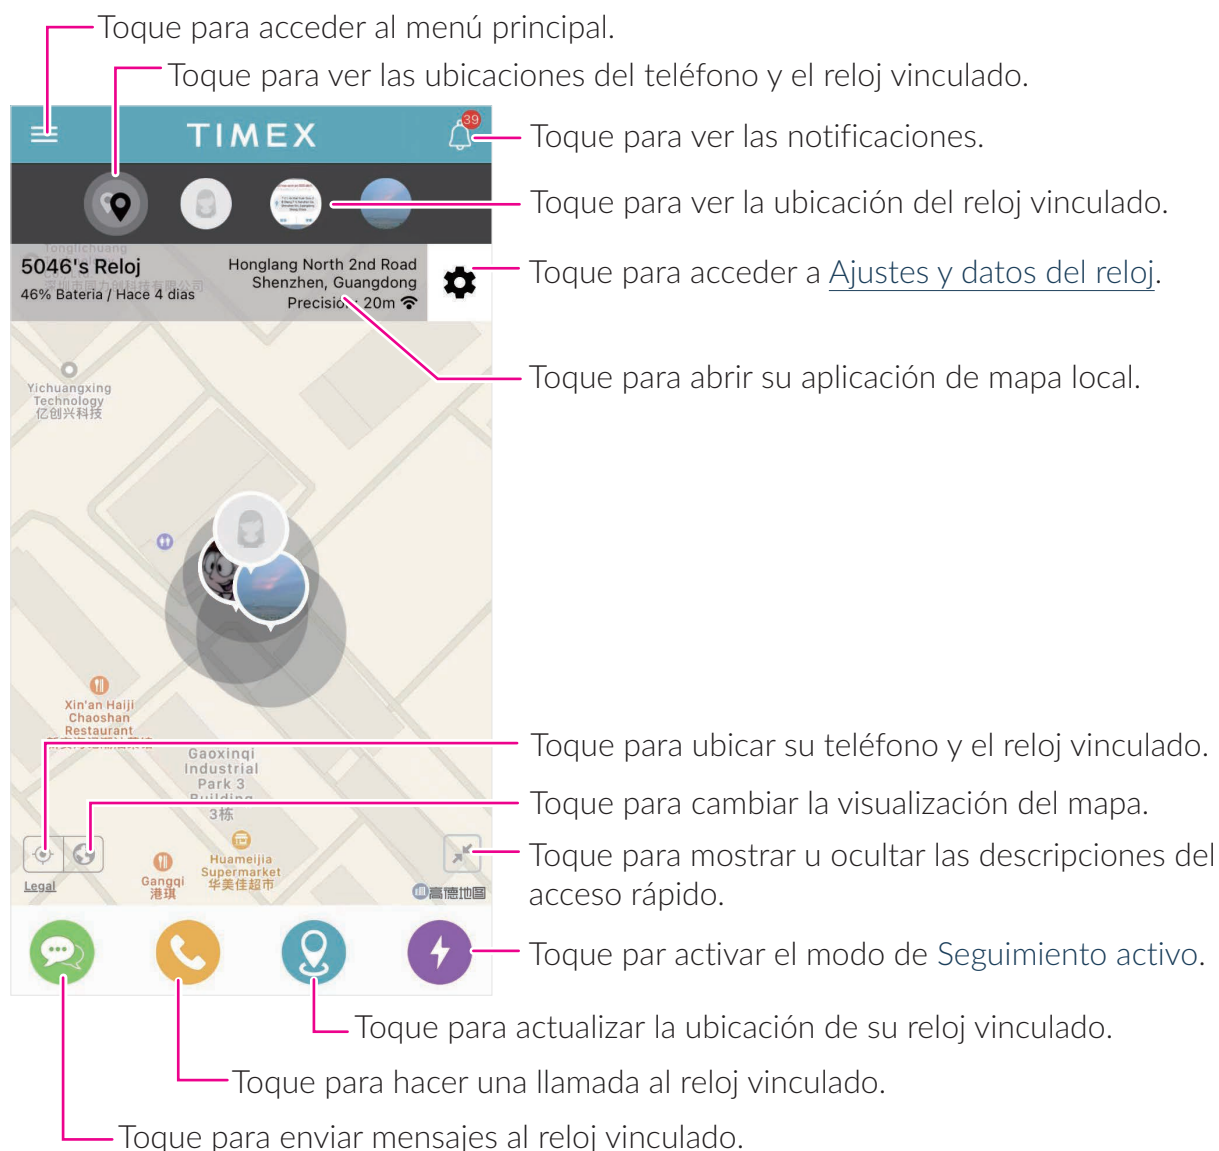 Toque para acceder al menú principal.
Toque para ver las ubicaciones del teléfono y el reloj vinculado.
TIMEX
39
Toque para ver las notificaciones.
Toque para ver la ubicación del reloj vinculado.
Tonglichuang
5046's Reloj
46% Bateria / Hace 4 dias
Honglang North 2nd Road
Shenzhen, Guangdong
Precisión: 20m
Toque para acceder a Ajustes y datos del reloj.
Toque para abrir su aplicación de mapa local.
Yichuangxing
Technology
亿创兴科技
Xin'an Haiji
Chaoshan
Restaurant
Gaoxinqi
Industrial
Park 3
Building
3栋
Toque para ubicar su teléfono y el reloj vinculado.
Toque para cambiar la visualización del mapa.
Toque para mostrar u ocultar las descripciones del
acceso rápido.
Legal
Gangqi
港琪
Huameijia
Supermarket
华美佳超市
高德地图
Toque par activar el modo de Seguimiento activo.
Toque para actualizar la ubicación de su reloj vinculado.
Toque para hacer una llamada al reloj vinculado.
Toque para enviar mensajes al reloj vinculado.